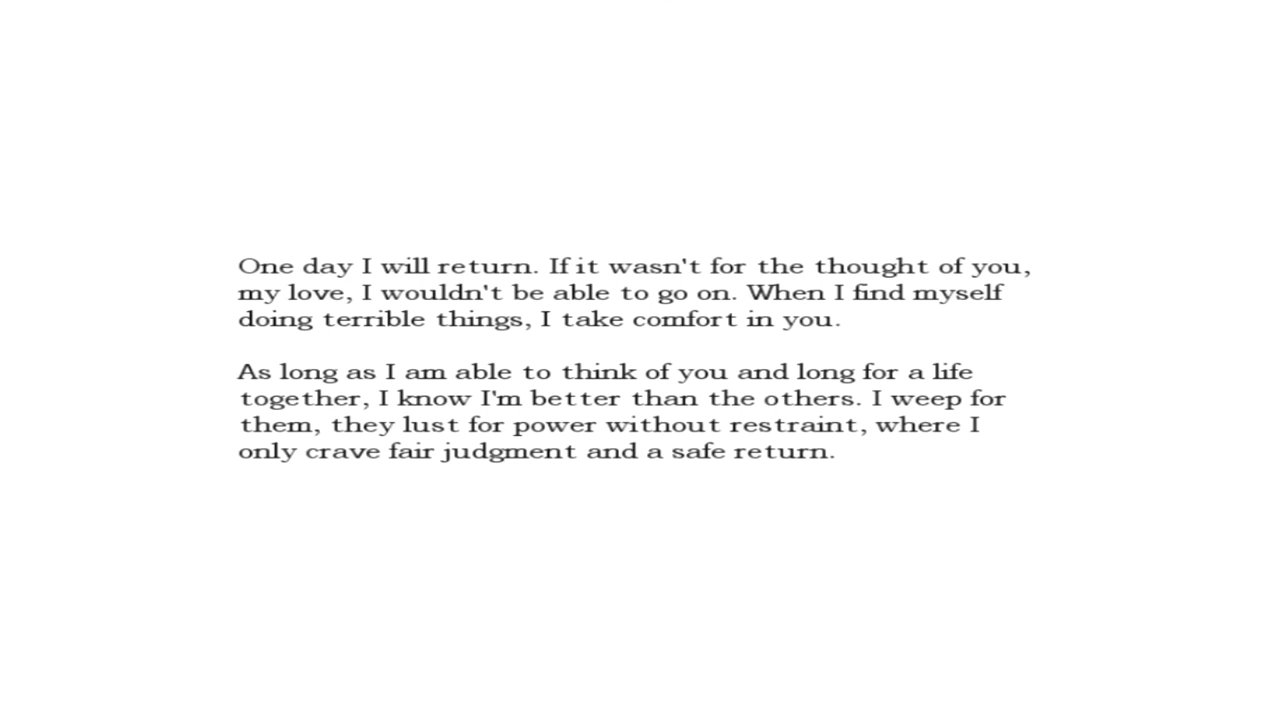 One day I will return. If it wasn't for the thought of you,
my love, I wouldn't be able to go on. When I find myself
doing terrible things, I take comfort in you.
As long as I am able to think of you and long for a life
together, I know I'm better than the others. I weep for
them, they lust for power without restraint, where I
only crave fair judgment and a safe return.